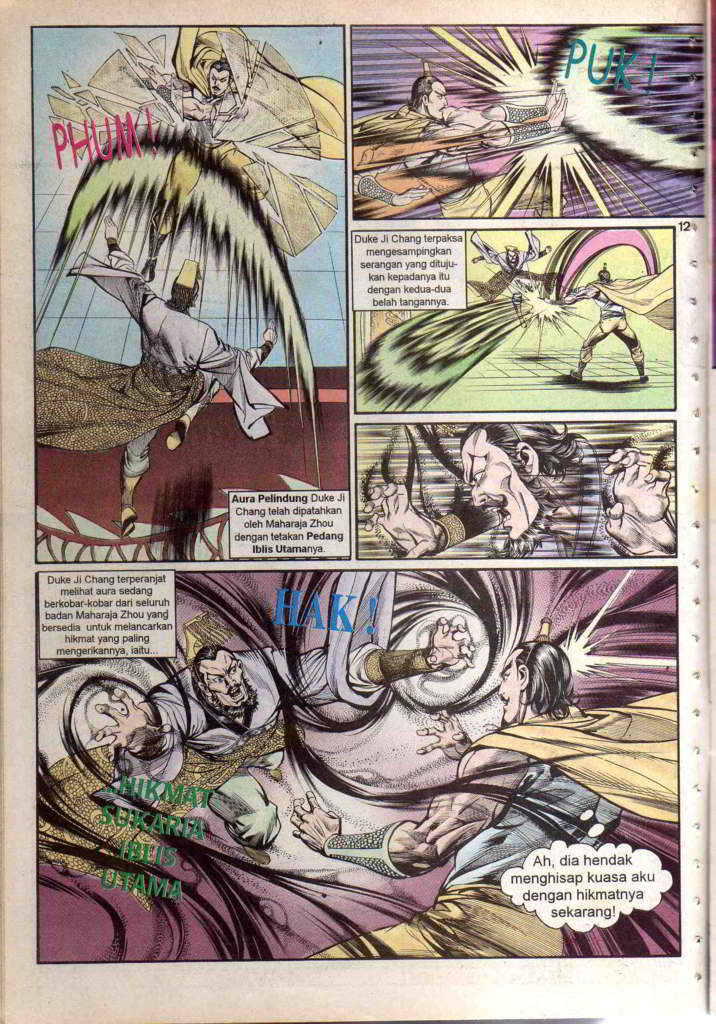 PHUM!
Aura Pelindung Duke Ji
Chang telah dipatahkan
oleh Maharaja Zhou
dengan tetakan Pedang
Iblis Utamanya.
PUK!
12
Duke Ji Chang terpaksa
mengesampingkan
serangan yang dituju-
kan kepadanya itu
dengan kedua-dua
belah tangannya.
Duke Ji Chang terperanjat
melihat aura sedang
berkobar-kobar dari seluruh
badan Maharaja Zhou yang
bersedia untuk melancarkan
hikmat yang paling
mengerikannya, iaitu...
HAK!
...HIKMAT
SUKARIA
IBLIS
UTAMA
Ah, dia hendak
menghisap kuasa aku
dengan hikmatnya
sekarang!